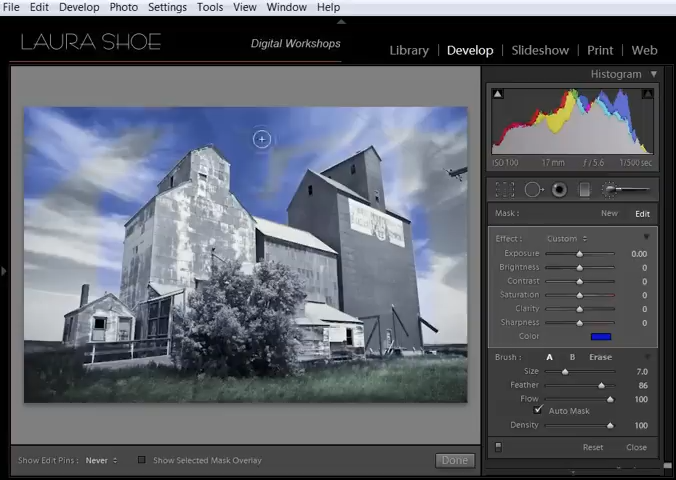 File Edit Develop Photo Settings Tools View Window Help
LAURA SHOE Digital Workshops
Library | Develop | Slideshow | Print | Web
Histogram
ISO 100 17 mm f / 5.6 1/500 sec
Mask : New Edit
Effect : Custom
Exposure 0.00
Brightness 0
Contrast 0
Saturation 0
Clarity 0
Sharpness 0
Color
Brush : A B Erase
Size 7.0
Feather 86
Flow 100
Auto Mask
Density 100
Reset Close
Show Edit Pins : Never Show Selected Mask Overlay Done